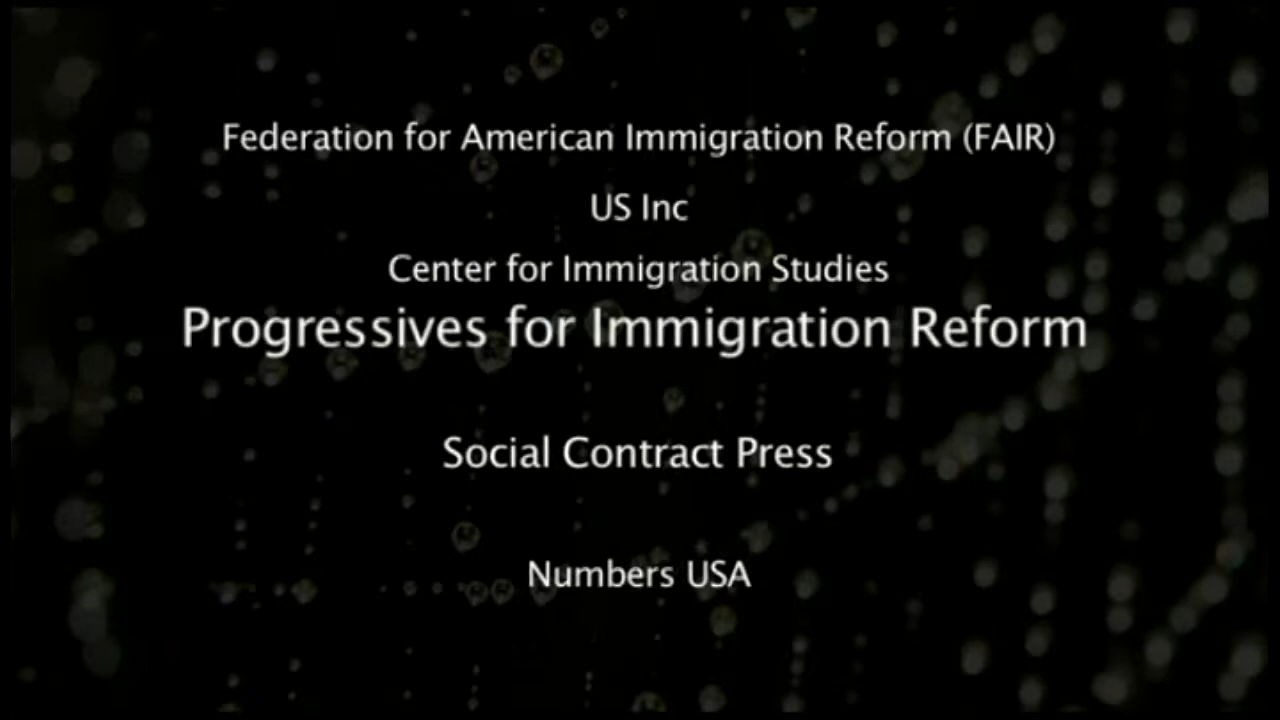 Federation for American Immigration Reform (FAIR)
US Inc
Center for Immigration Studies
Progressives for Immigration Reform
Social Contract Press
Numbers USA